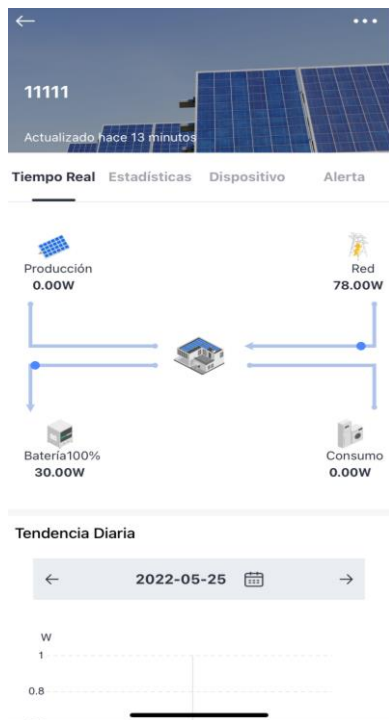 11111
Actualizado hace 13 minutos
Tiempo Real Estadísticas Dispositivo Alerta
Producción
0.00W
Red
78.00W
Batería100%
30.00W
Consumo
0.00W
Tendencia Diaria
2022-05-25
W
1
0.8